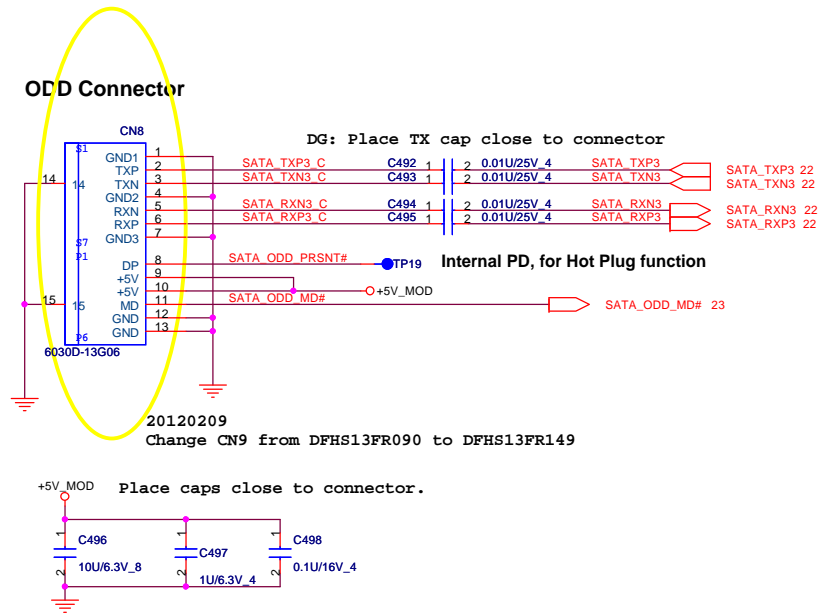 ODD Connector
CN8
DG: Place TX cap close to connector
S1
GND1 1
TXP 2 SATA_TXP3_C C492 1 2 0.01U/25V_4 SATA_TXP3 SATA_TXP3 22
14 14 TXN 3 SATA_TXN3_C C493 1 2 0.01U/25V_4 SATA_TXN3 SATA_TXN3 22
GND2 4
RXN 5 SATA_RXN3_C C494 1 2 0.01U/25V_4 SATA_RXN3 SATA_RXN3 22
RXP 6 SATA_RXP3_C C495 1 2 0.01U/25V_4 SATA_RXP3 SATA_RXP3 22
S7 GND3 7
P1
DP 8 SATA_ODD_PRSNT# TP19 Internal PD, for Hot Plug function
+5V 9
+5V 10 +5V_MOD
15 15 MD 11 SATA_ODD_MD# SATA_ODD_MD# 23
GND 12
P6 GND 13
6030D-13G06
20120209
Change CN9 from DFHS13FR090 to DFHS13FR149
+5V_MOD Place caps close to connector.
1 C496 2 10U/6.3V_8
1 C497 2 1U/6.3V_4
1 C498 2 0.1U/16V_4